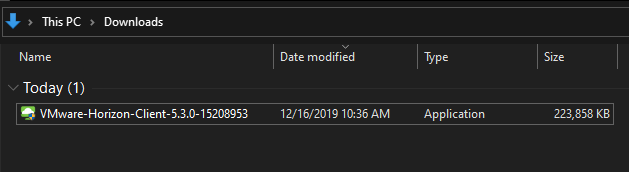 This PC > Downloads
Name Date modified Type Size
Today (1)
VMware-Horizon-Client-5.3.0-15208953 12/16/2019 10:36 AM Application 223,858 KB